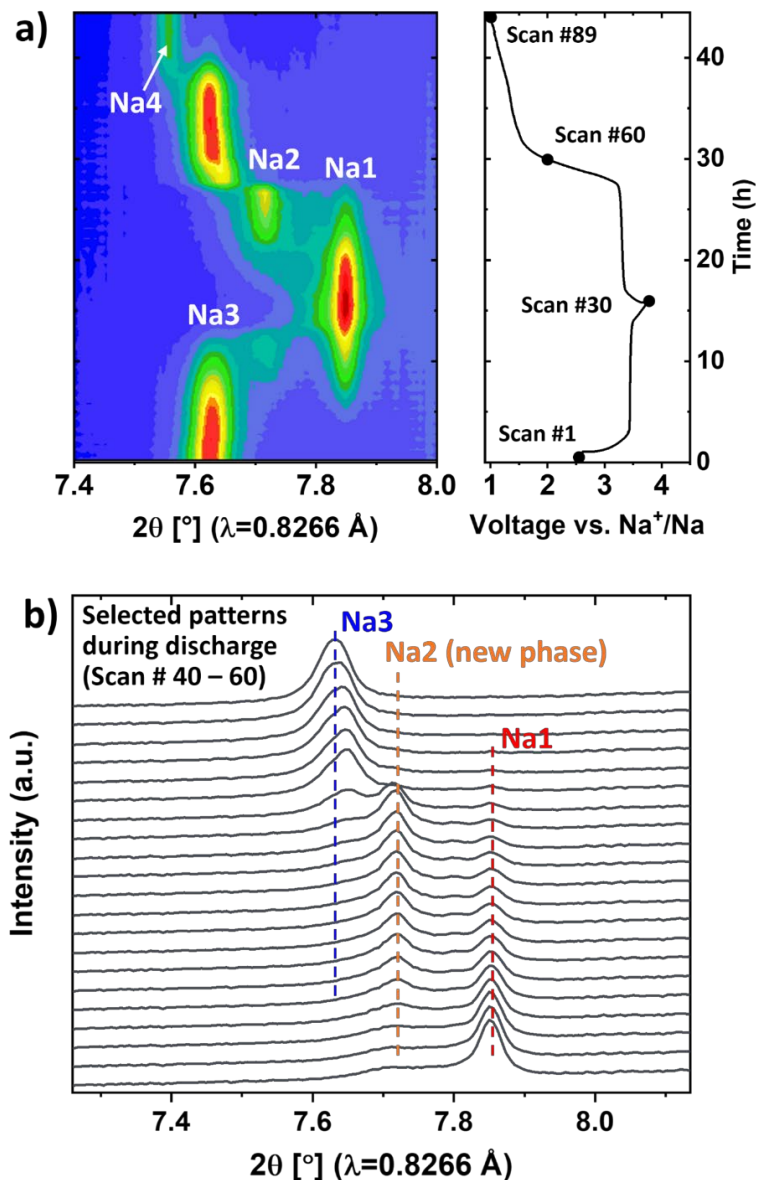 a)
Na4
Na2
Na1
Na3
7.4 7.6 7.8 8.0
2θ [°] (λ=0.8266 Å)
Scan #89
Scan #60
Scan #30
Scan #1
40
30
20
10
0
Time (h)
1 2 3 4
Voltage vs. Na⁺/Na
b)
Selected patterns
during discharge
(Scan # 40 – 60)
Na3
Na2 (new phase)
Na1
Intensity (a.u.)
7.4 7.6 7.8 8.0
2θ [°] (λ=0.8266 Å)